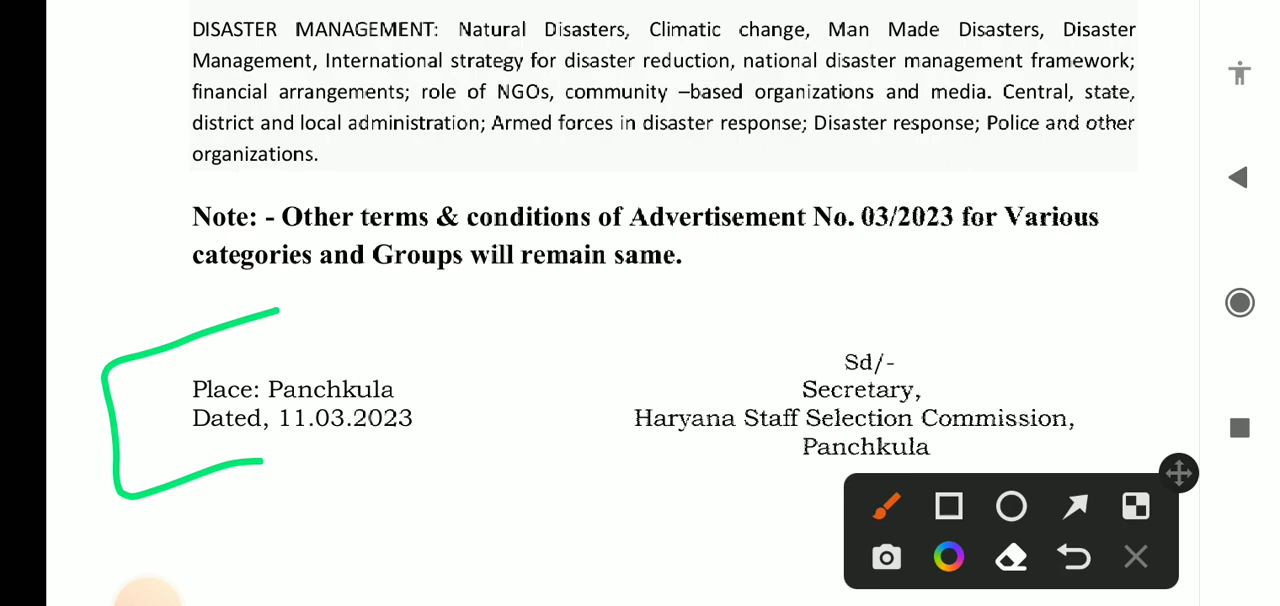 DISASTER MANAGEMENT: Natural Disasters, Climatic change, Man Made Disasters, Disaster
Management, International strategy for disaster reduction, national disaster management framework;
financial arrangements; role of NGOs, community –based organizations and media. Central, state,
district and local administration; Armed forces in disaster response; Disaster response; Police and other
organizations.
Note: - Other terms & conditions of Advertisement No. 03/2023 for Various
categories and Groups will remain same.
Place: Panchkula
Dated, 11.03.2023
Sd/-
Secretary,
Haryana Staff Selection Commission,
Panchkula